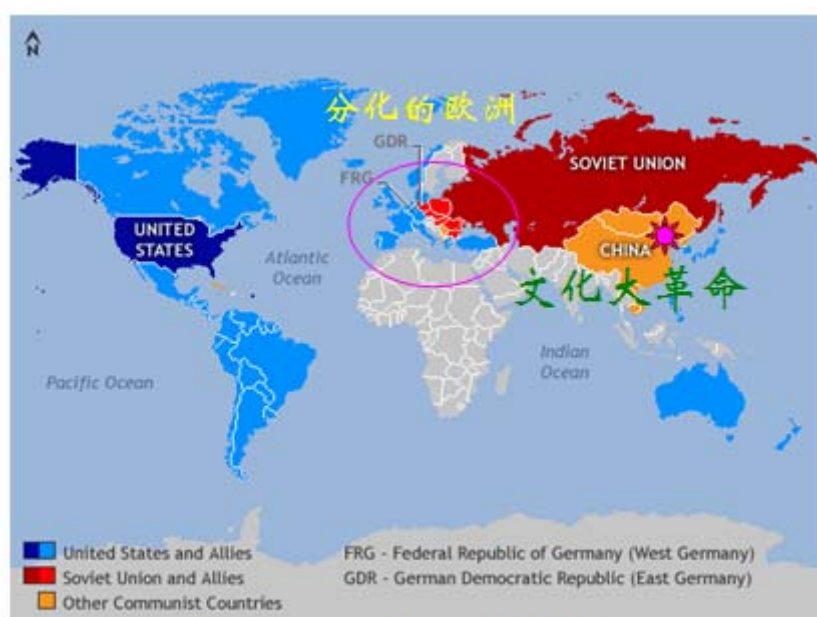 N
分化的欧洲
GDR
FRG
SOVIET UNION
UNITED
STATES
Atlantic
Ocean
CHINA
文化大革命
Indian
Ocean
Pacific Ocean
United States and Allies
Soviet Union and Allies
Other Communist Countries
FRG - Federal Republic of Germany (West Germany)
GDR - German Democratic Republic (East Germany)